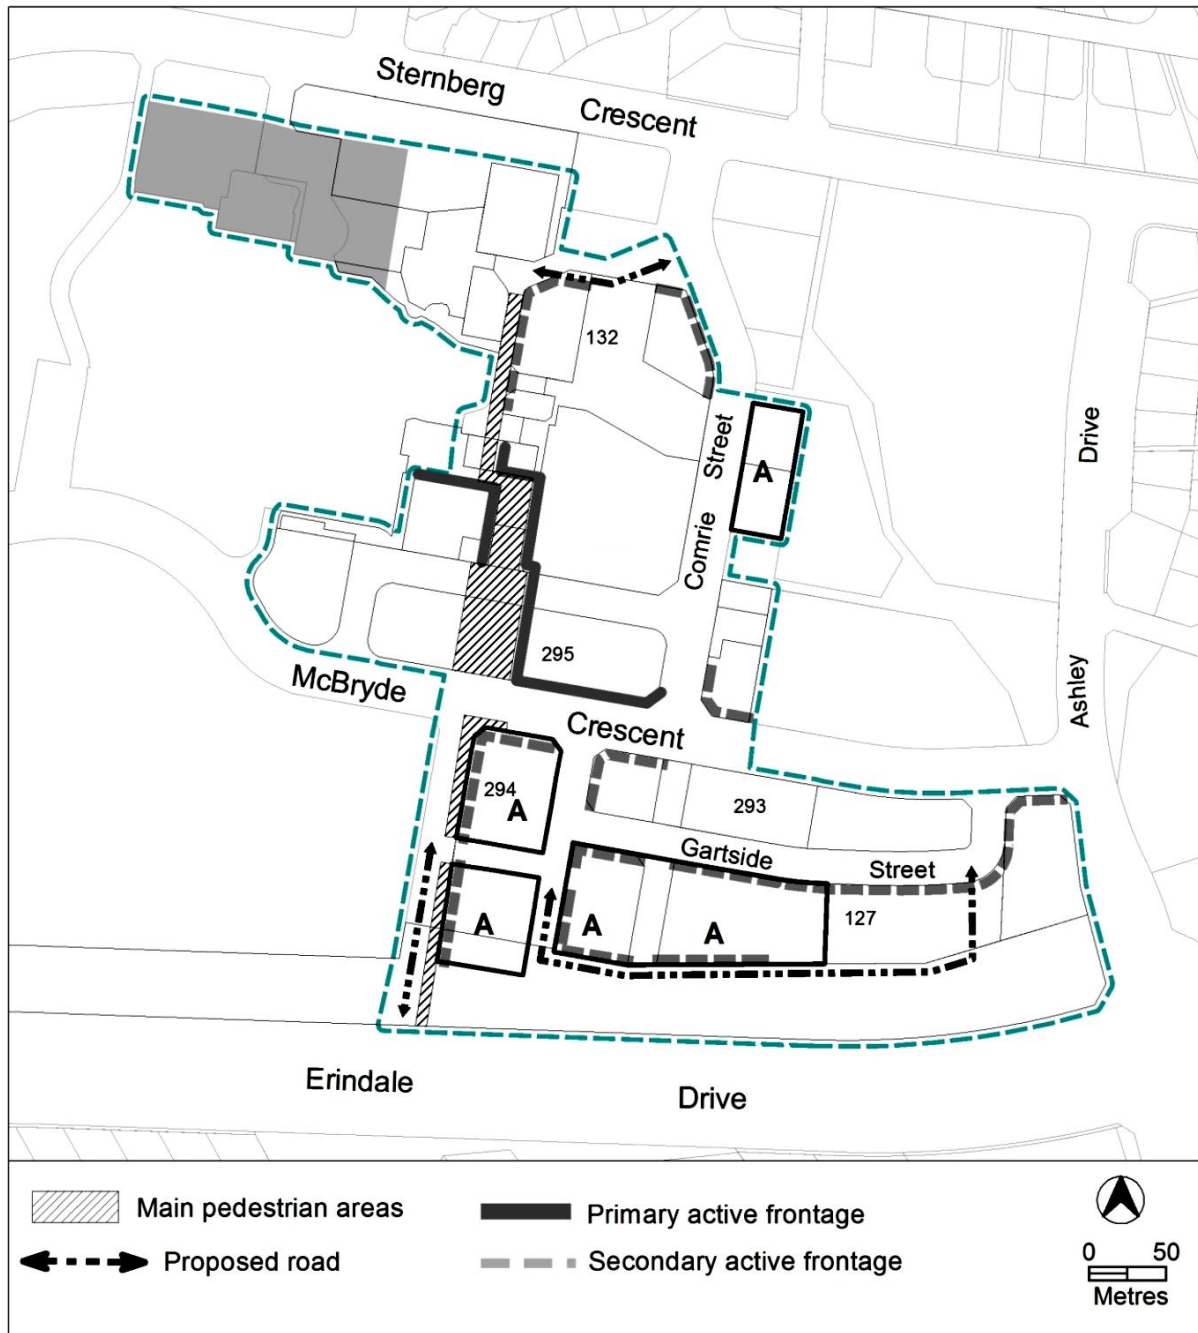 Sternberg
Crescent
132
Street
A
Drive
Comrie
295
McBryde
Ashley
Crescent
294
A
293
Gartside
Street
A
A
A
127
Erindale
Drive
Main pedestrian areas
Primary active frontage
Proposed road
Secondary active frontage
0 50
Metres